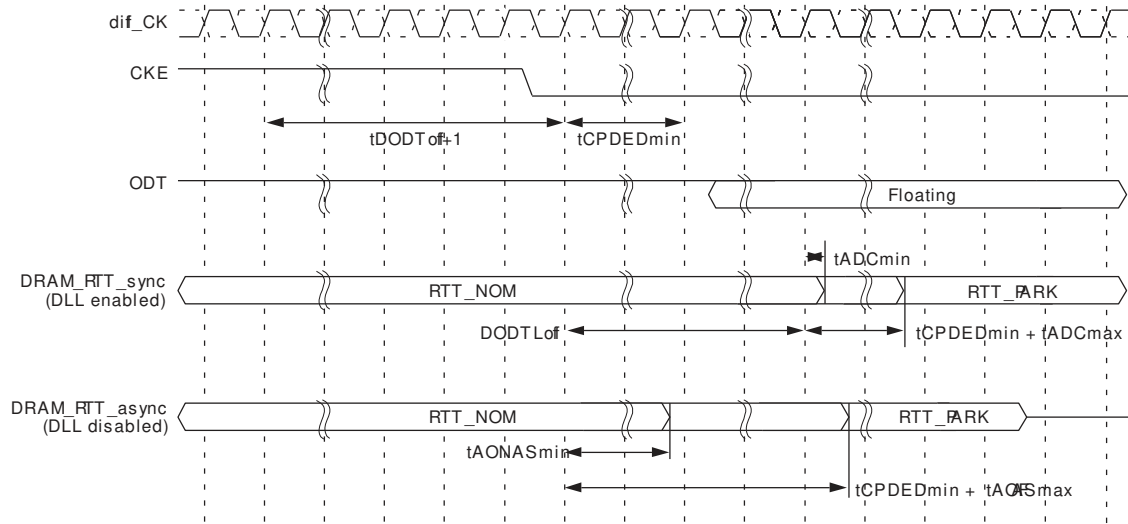 dif_CK
CKE
tDODToff+1
tCPDEDmin
ODT
Floating
tADCmin
DRAM_RTT_sync
(DLL enabled)
RTT_NOM
RTT_PARK
DODTLoff
tCPDEDmin + tADCmax
DRAM_RTT_async
(DLL disabled)
RTT_NOM
RTT_PARK
tAONASmin
tCPDEDmin + tAOFASmax